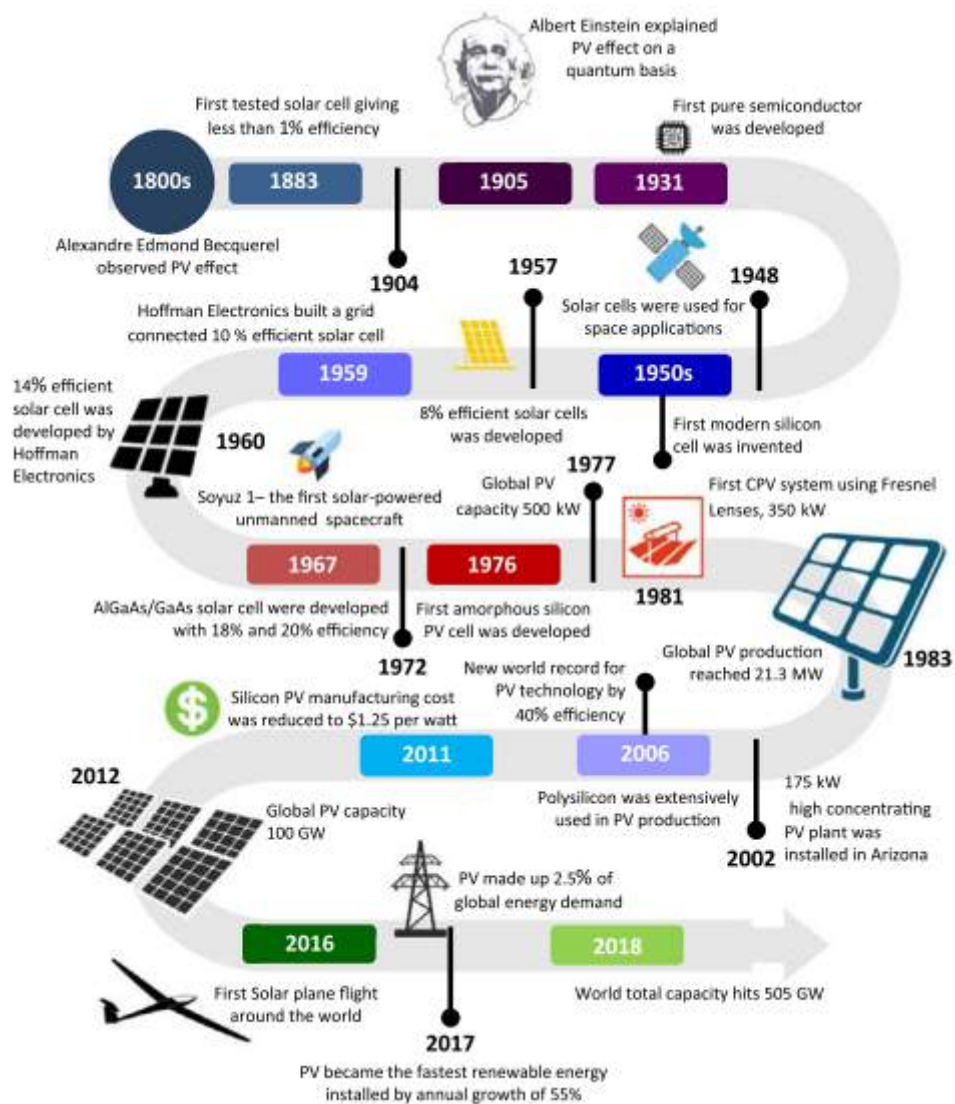 Albert Einstein explained
PV effect on a
quantum basis
First tested solar cell giving
less than 1% efficiency
First pure semiconductor
was developed
1800s
1883
1905
1931
Alexandre Edmond Becquerel
observed PV effect
1904
1957
1948
Solar cells were used for
space applications
Hoffman Electronics built a grid
connected 10 % efficient solar cell
1959
1950s
14% efficient
solar cell was
developed by
Hoffman
Electronics
1960
8% efficient solar cells
was developed
First modern silicon
cell was invented
1977
Global PV
capacity 500 kW
First CPV system using Fresnel
Lenses, 350 kW
Soyuz 1– the first solar-powered
unmanned spacecraft
1967
1976
1981
AlGaAs/GaAs solar cell were developed
with 18% and 20% efficiency
First amorphous silicon
PV cell was developed
1972
Global PV production
reached 21.3 MW
1983
New world record for
PV technology by
40% efficiency
Silicon PV manufacturing cost
was reduced to $1.25 per watt
$
2011
2006
2012
Global PV capacity
100 GW
Polysilicon was extensively
used in PV production
175 kW
high concentrating
PV plant was
installed in Arizona
2002
PV made up 2.5% of
global energy demand
2016
2018
First Solar plane flight
around the world
World total capacity hits 505 GW
2017
PV became the fastest renewable energy
installed by annual growth of 55%